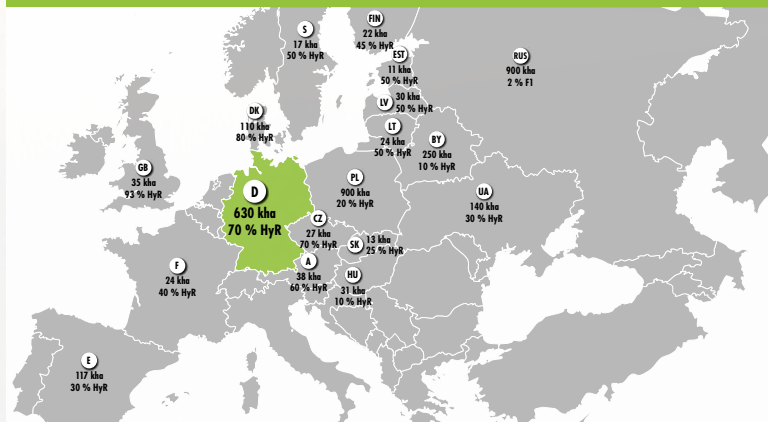 S
17 kha
50 % HyR
FIN
22 kha
45 % HyR
EST
11 kha
50 % HyR
RUS
900 kha
2 % F1
LV
30 kha
50 % HyR
DK
110 kha
80 % HyR
LT
24 kha
50 % HyR
BY
250 kha
10 % HyR
GB
35 kha
93 % HyR
D
630 kha
70 % HyR
PL
900 kha
20 % HyR
UA
140 kha
30 % HyR
CZ
27 kha
70 % HyR
SK
13 kha
25 % HyR
F
24 kha
40 % HyR
A
38 kha
60 % HyR
HU
31 kha
10 % HyR
E
117 kha
30 % HyR